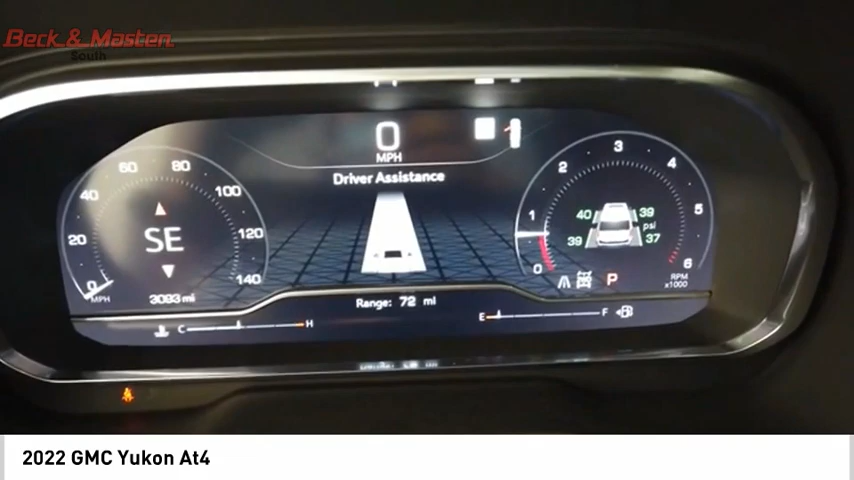 Beck & Masten
South
0
MPH
Driver Assistance
0 20 40 60 80 100 120 140
MPH
SE
3093 mi
0 1 2 3 4 5 6
RPM
x1000
40 39
psi
39 37
P
Range: 72 mi
C H
E F
2022 GMC Yukon At4